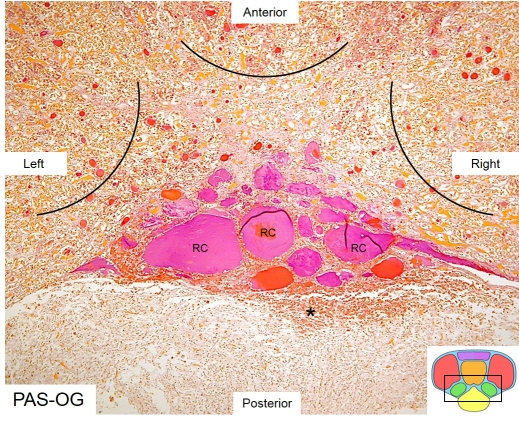 Anterior
Left
Right
RC
RC
RC
*
PAS-OG
Posterior